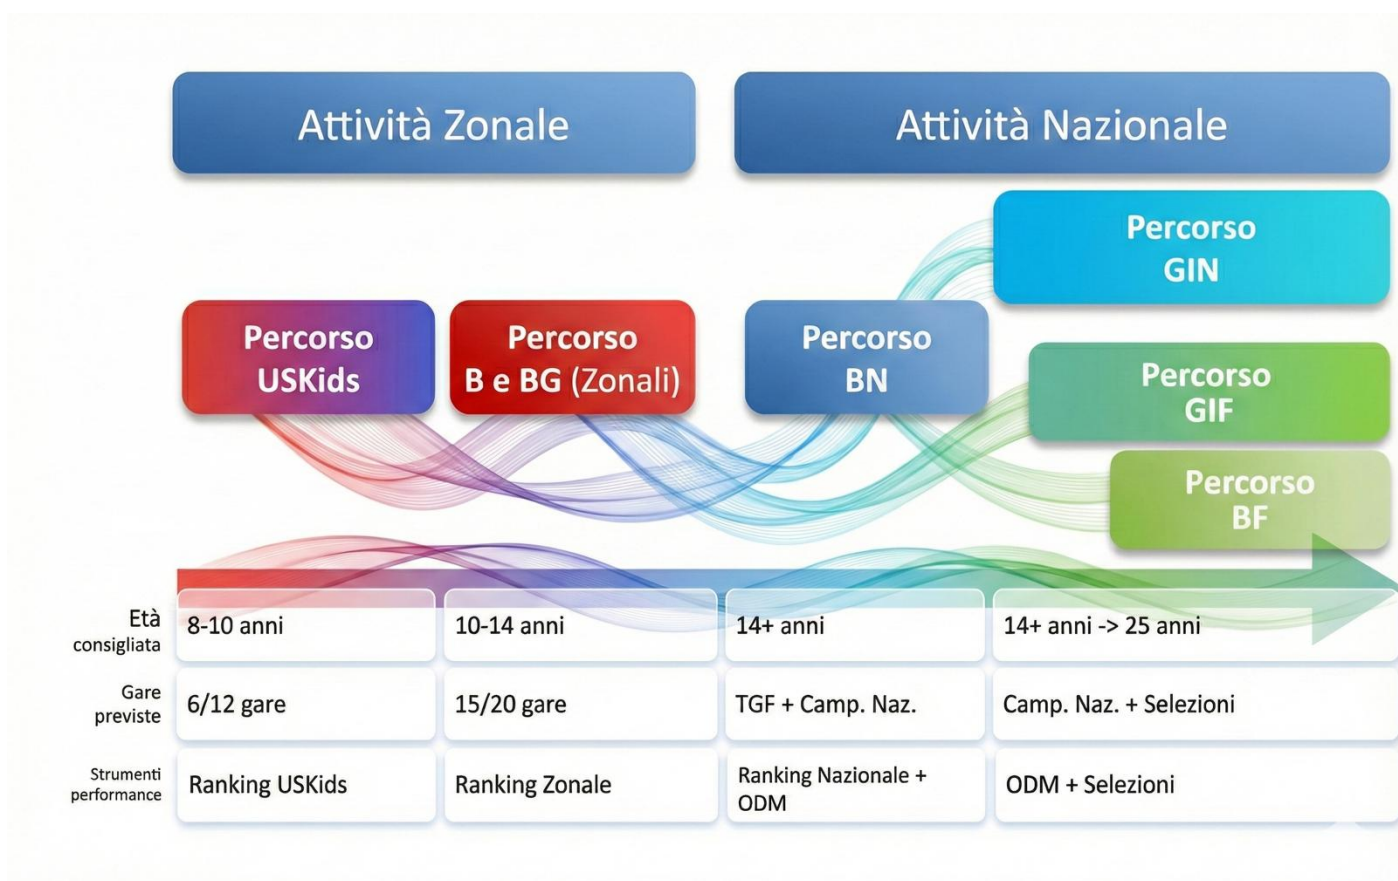 Attività Zonale
Attività Nazionale
Percorso
GIN
Percorso
USKids
Percorso
B e BG (Zonali)
Percorso
BN
Percorso
GIF
Percorso
BF
Età
consigliata
8-10 anni
10-14 anni
14+ anni
14+ anni -> 25 anni
Gare
previste
6/12 gare
15/20 gare
TGF + Camp. Naz.
Camp. Naz. + Selezioni
Strumenti
performance
Ranking USKids
Ranking Zonale
Ranking Nazionale +
ODM
ODM + Selezioni